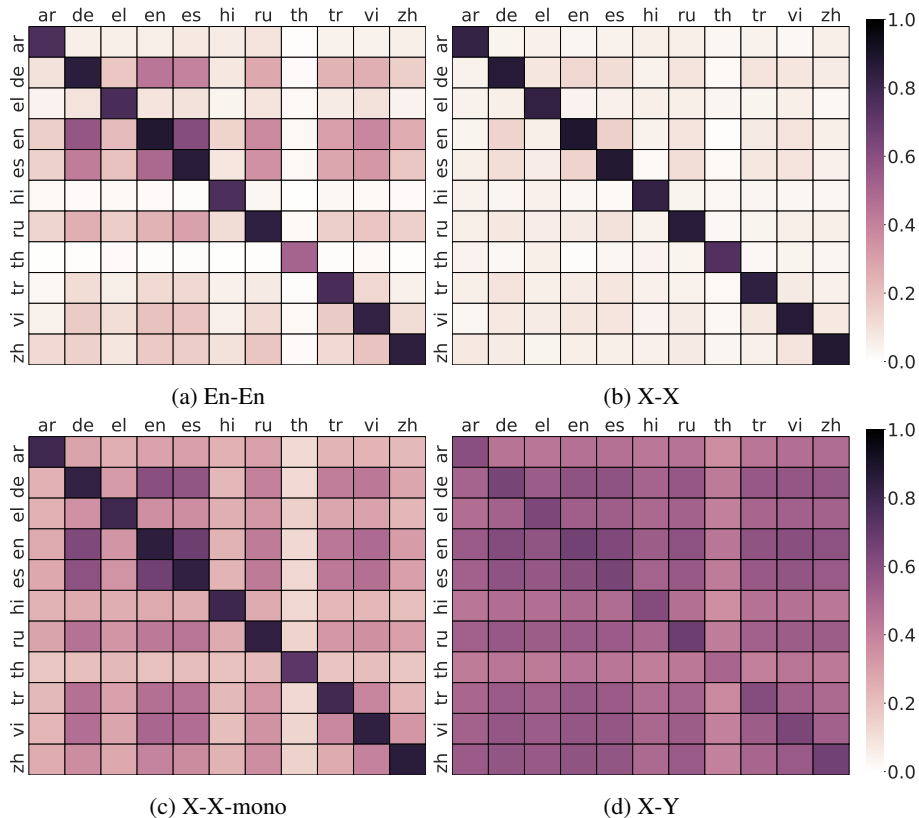 ar de el en es hi ru th tr vi zh
ar
de
el
en
es
hi
ru
th
tr
vi
zh
(a) En-En
ar de el en es hi ru th tr vi zh
ar
de
el
en
es
hi
ru
th
tr
vi
zh
1.0
0.8
0.6
0.4
0.2
0.0
(b) X-X
ar de el en es hi ru th tr vi zh
ar
de
el
en
es
hi
ru
th
tr
vi
zh
(c) X-X-mono
ar de el en es hi ru th tr vi zh
ar
de
el
en
es
hi
ru
th
tr
vi
zh
1.0
0.8
0.6
0.4
0.2
0.0
(d) X-Y